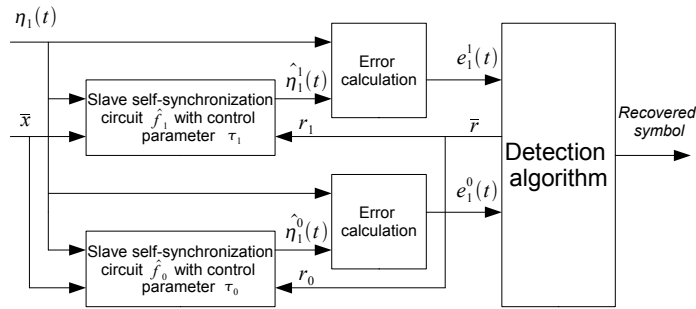 η₁(t)
Error
calculation
η̂₁¹(t)
e₁¹(t)
Slave self-synchronization
circuit f̂₁ with control
parameter τ₁
x̅
r₁
r̅
Recovered
symbol
Detection
algorithm
Error
calculation
η̂₁⁰(t)
e₁⁰(t)
Slave self-synchronization
circuit f̂₀ with control
parameter τ₀
r₀